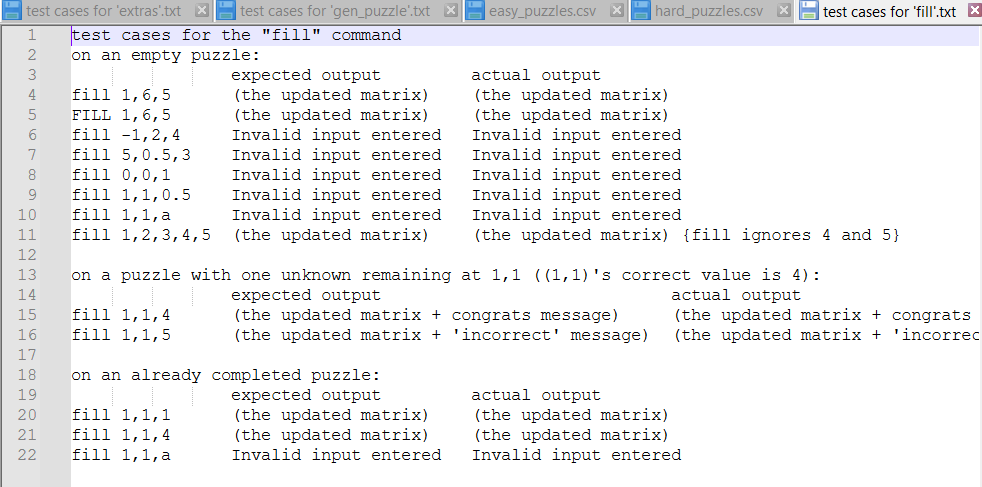 test cases for 'extras'.txt test cases for 'gen_puzzle'.txt easy_puzzles.csv hard_puzzles.csv test cases for 'fill'.txt
1 test cases for the "fill" command
2 on an empty puzzle:
3 expected output actual output
4 fill 1,6,5 (the updated matrix) (the updated matrix)
5 FILL 1,6,5 (the updated matrix) (the updated matrix)
6 fill -1,2,4 Invalid input entered Invalid input entered
7 fill 5,0.5,3 Invalid input entered Invalid input entered
8 fill 0,0,1 Invalid input entered Invalid input entered
9 fill 1,1,0.5 Invalid input entered Invalid input entered
10 fill 1,1,a Invalid input entered Invalid input entered
11 fill 1,2,3,4,5 (the updated matrix) (the updated matrix) {fill ignores 4 and 5}
12
13 on a puzzle with one unknown remaining at 1,1 ((1,1)'s correct value is 4):
14 expected output actual output
15 fill 1,1,4 (the updated matrix + congrats message) (the updated matrix + congrats
16 fill 1,1,5 (the updated matrix + 'incorrect' message) (the updated matrix + 'incorrec
17
18 on an already completed puzzle:
19 expected output actual output
20 fill 1,1,1 (the updated matrix) (the updated matrix)
21 fill 1,1,4 (the updated matrix) (the updated matrix)
22 fill 1,1,a Invalid input entered Invalid input entered